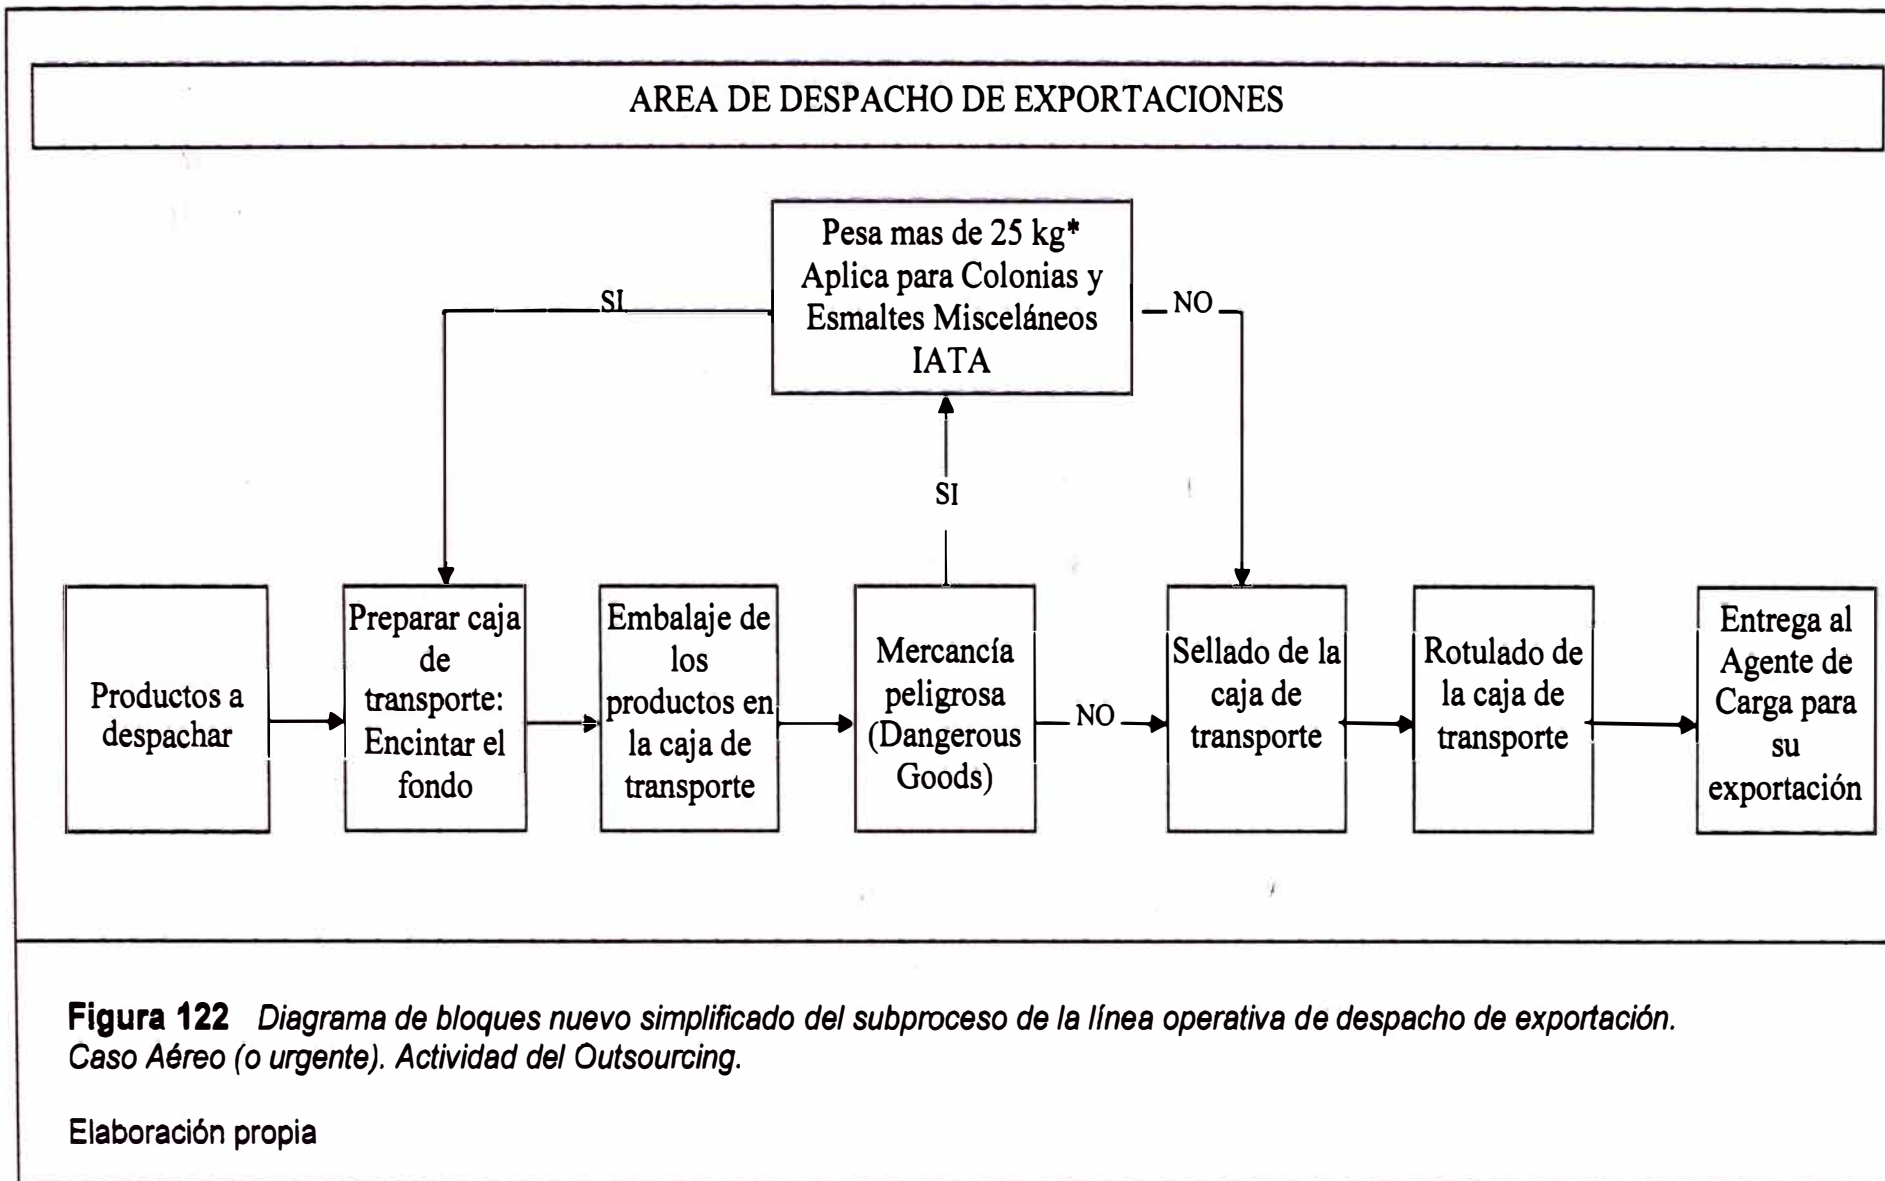 AREA DE DESPACHO DE EXPORTACIONES
Pesa mas de 25 kg*
Aplica para Colonias y
Esmaltes Misceláneos
IATA
SI
NO
SI
Productos a
despachar
Preparar caja
de
transporte:
Encintar el
fondo
Embalaje de
los
productos en
la caja de
transporte
Mercancía
peligrosa
(Dangerous
Goods)
NO
Sellado de la
caja de
transporte
Rotulado de
la caja de
transporte
Entrega al
Agente de
Carga para
su
exportación
Figura 122 Diagrama de bloques nuevo simplificado del subproceso de la línea operativa de despacho de exportación.
Caso Aéreo (o urgente). Actividad del Outsourcing.
Elaboración propia